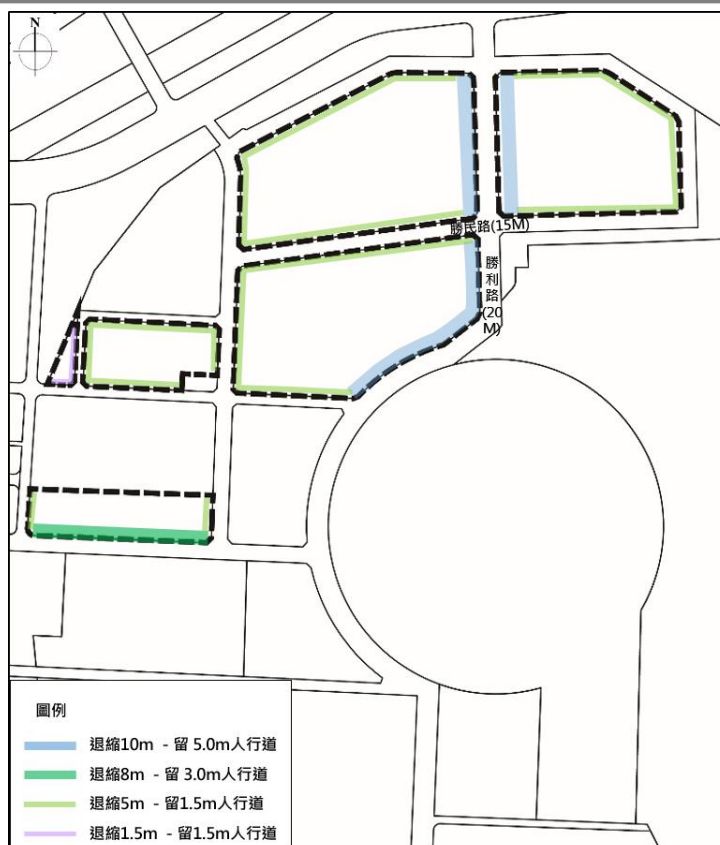 N
勝民路(15M)
勝利路(20M)
圖例
退縮10m - 留 5.0m人行道
退縮8m - 留 3.0m人行道
退縮5m - 留1.5m人行道
退縮1.5m - 留1.5m人行道